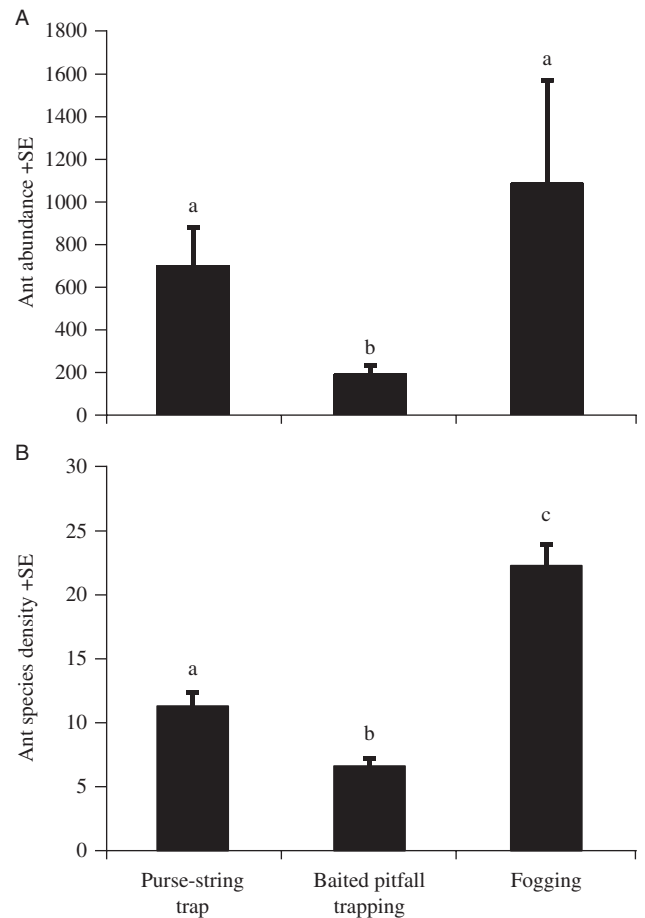 A
1800
1600
1400
1200
1000
800
600
400
200
0
Ant abundance +SE
a
b
a
B
30
25
20
15
10
5
0
Ant species density +SE
a
b
c
Purse-string
trap
Baited pitfall
trapping
Fogging